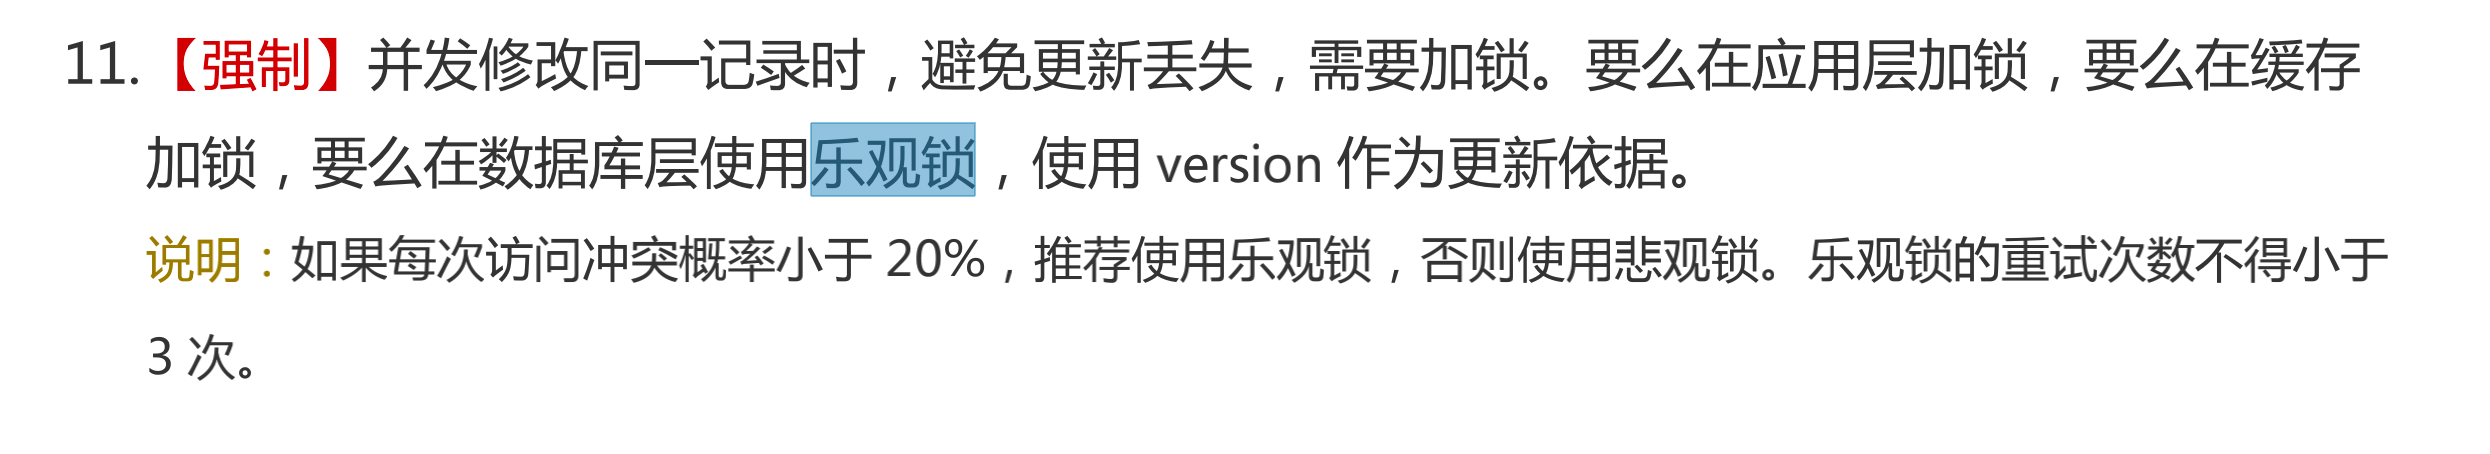 11.【强制】并发修改同一记录时，避免更新丢失，需要加锁。要么在应用层加锁，要么在缓存
加锁，要么在数据库层使用乐观锁，使用 version 作为更新依据。
说明：如果每次访问冲突概率小于 20%，推荐使用乐观锁，否则使用悲观锁。乐观锁的重试次数不得小于
3 次。